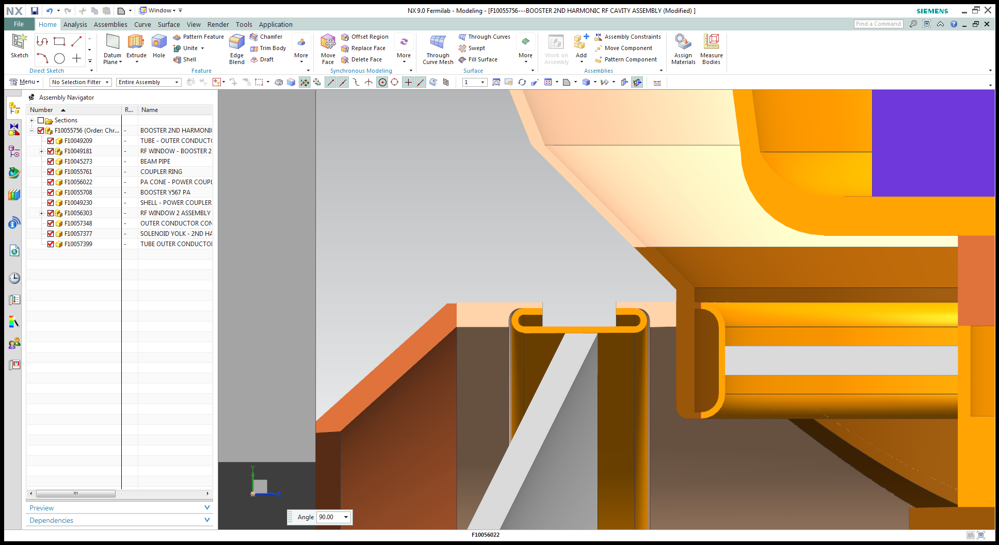 NX
Window
NX 9.0 Fermilab - Modeling - [F10055756---BOOSTER 2ND HARMONIC RF CAVITY ASSEMBLY (Modified) ]
SIEMENS
File
Home
Analysis
Assemblies
Curve
Surface
View
Render
Tools
Application
Find a Command
Sketch
Direct Sketch
Datum
Plane
Extrude
Hole
Pattern Feature
Unite
Shell
Edge
Blend
Chamfer
Trim Body
Draft
More
Feature
Move
Face
Offset Region
Replace Face
Delete Face
More
Synchronous Modeling
Through
Curve Mesh
Through Curves
Swept
Fill Surface
More
Surface
Work on
Assembly
Add
Assembly Constraints
Move Component
Pattern Component
Assemblies
Assign
Materials
Measure
Bodies
Menu
No Selection Filter
Entire Assembly
1
Assembly Navigator
Number R... Name
Sections
F10055756 (Order: Chr... - BOOSTER 2ND HARMONIC
F10049209 - TUBE - OUTER CONDUCTO
F10049181 - RF WINDOW - BOOSTER 2
F10045273 - BEAM PIPE
F10055761 - COUPLER RING
F10056022 - PA CONE - POWER COUPL
F10055708 - BOOSTER Y567 PA
F10049230 - SHELL - POWER COUPLER
F10056303 - RF WINDOW 2 ASSEMBLY
F10057348 - OUTER CONDUCTOR CON
F10057377 - SOLENOID YOLK - 2ND HA
F10057399 - TUBE OUTER CONDUCTOR
Preview
Dependencies
Y
Z
Angle 90.00
F10056022